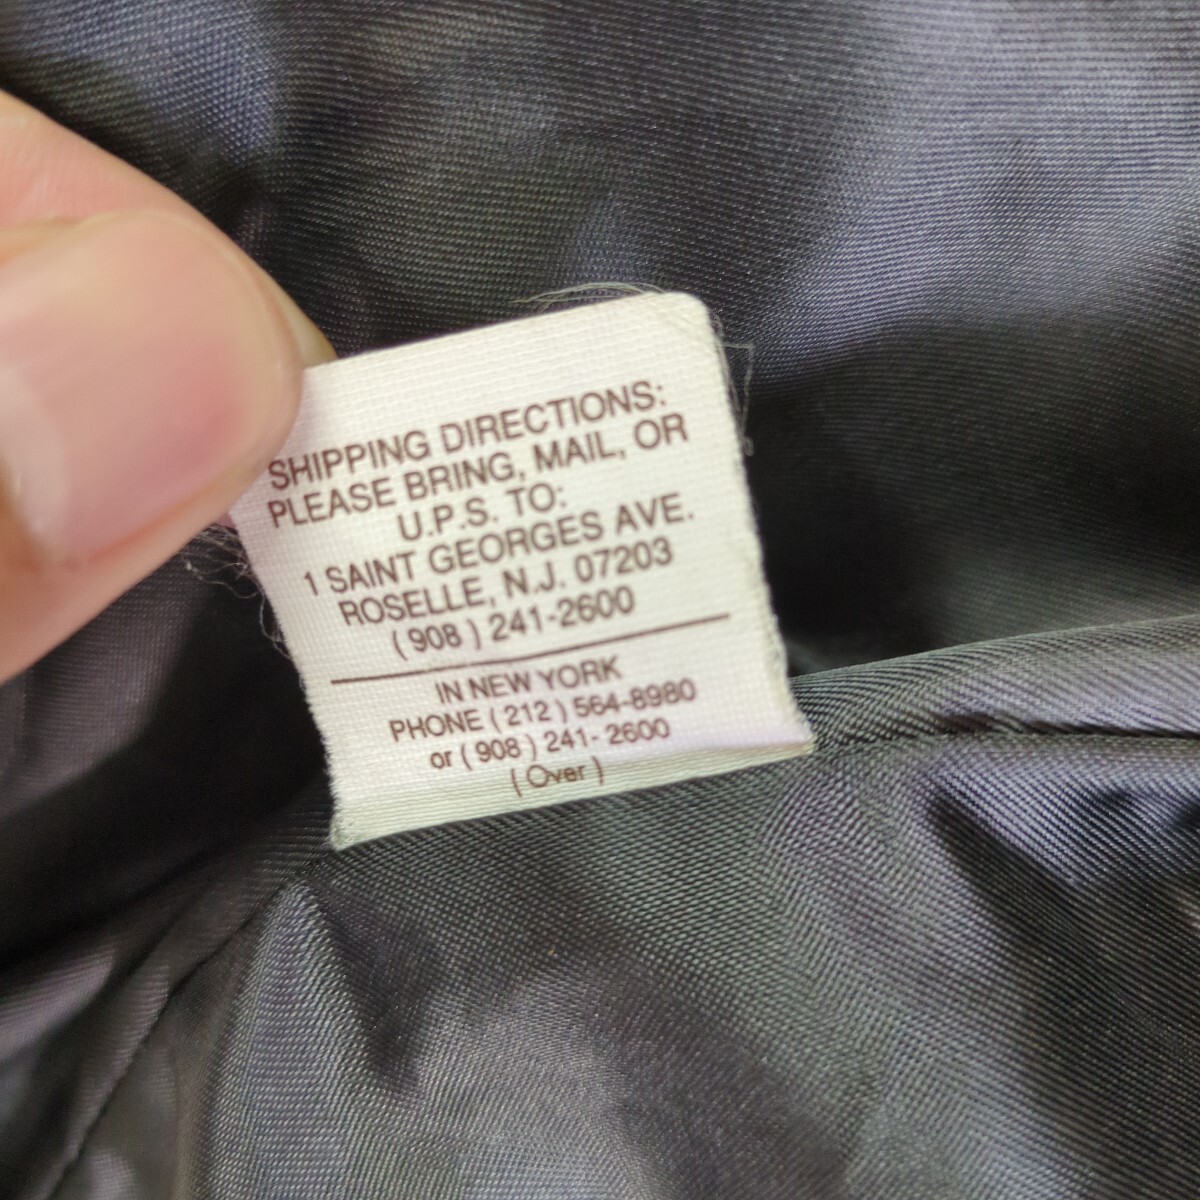 SHIPPING DIRECTIONS:
PLEASE BRING, MAIL, OR
U.P.S. TO:
1 SAINT GEORGES AVE.
ROSELLE, N.J. 07203
( 908 ) 241-2600
IN NEW YORK
PHONE ( 212 ) 564-8980
or ( 908 ) 241- 2600
( Over )